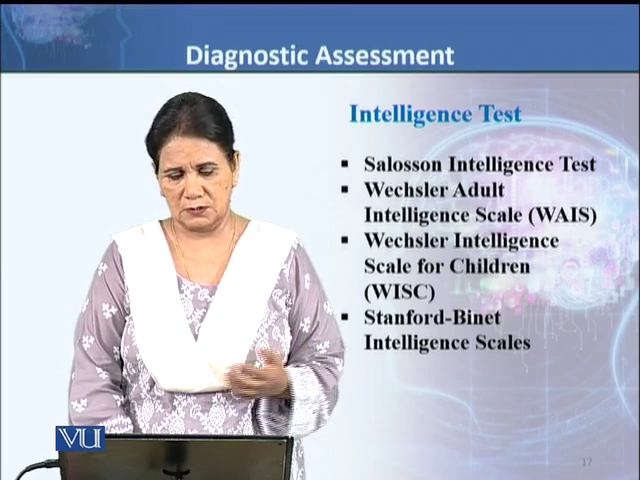 Diagnostic Assessment
Intelligence Test
▪ Salosson Intelligence Test
▪ Wechsler Adult
Intelligence Scale (WAIS)
▪ Wechsler Intelligence
Scale for Children
(WISC)
▪ Stanford-Binet
Intelligence Scales
VU
17